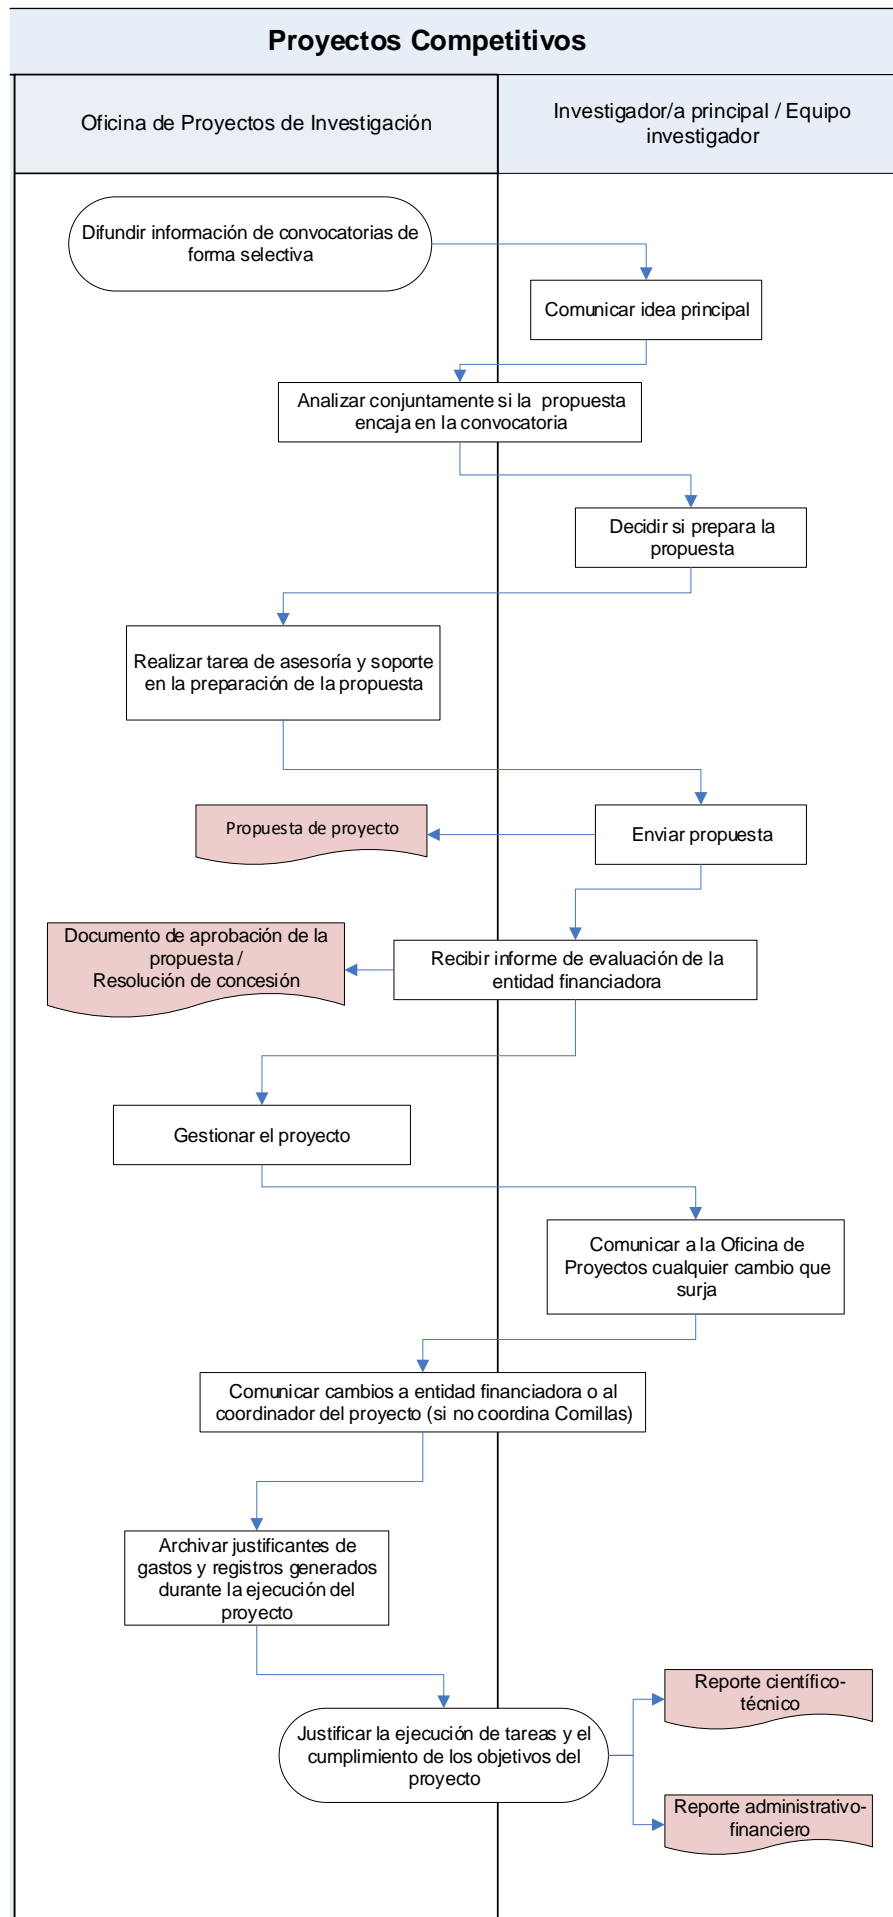 Proyectos Competitivos
Oficina de Proyectos de Investigación
Investigador/a principal / Equipo
investigador
Difundir información de convocatorias de
forma selectiva
Comunicar idea principal
Analizar conjuntamente si la propuesta
encaja en la convocatoria
Decidir si prepara la
propuesta
Realizar tarea de asesoría y soporte
en la preparación de la propuesta
Propuesta de proyecto
Enviar propuesta
Documento de aprobación de la
propuesta /
Resolución de concesión
Recibir informe de evaluación de la
entidad financiadora
Gestionar el proyecto
Comunicar a la Oficina de
Proyectos cualquier cambio que
surja
Comunicar cambios a entidad financiadora o al
coordinador del proyecto (si no coordina Comillas)
Archivar justificantes de
gastos y registros generados
durante la ejecución del
proyecto
Justificar la ejecución de tareas y el
cumplimiento de los objetivos del
proyecto
Reporte científico-
técnico
Reporte administrativo-
financiero